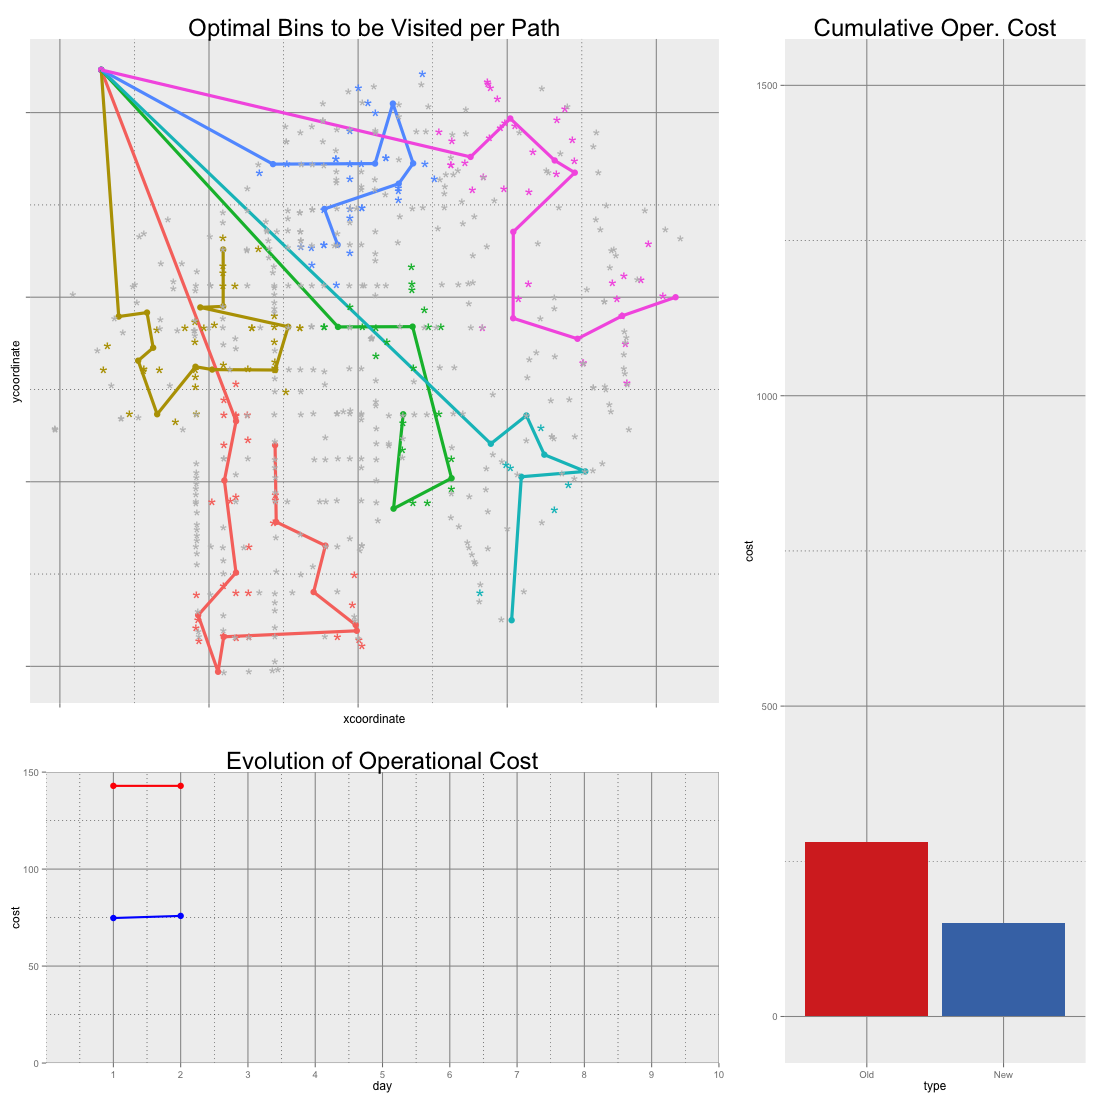 Optimal Bins to be Visited per Path
ycoordinate
xcoordinate
Cumulative Oper. Cost
1500
1000
500
0
cost
Old New
type
Evolution of Operational Cost
150
100
50
0
cost
1 2 3 4 5 6 7 8 9 10
day